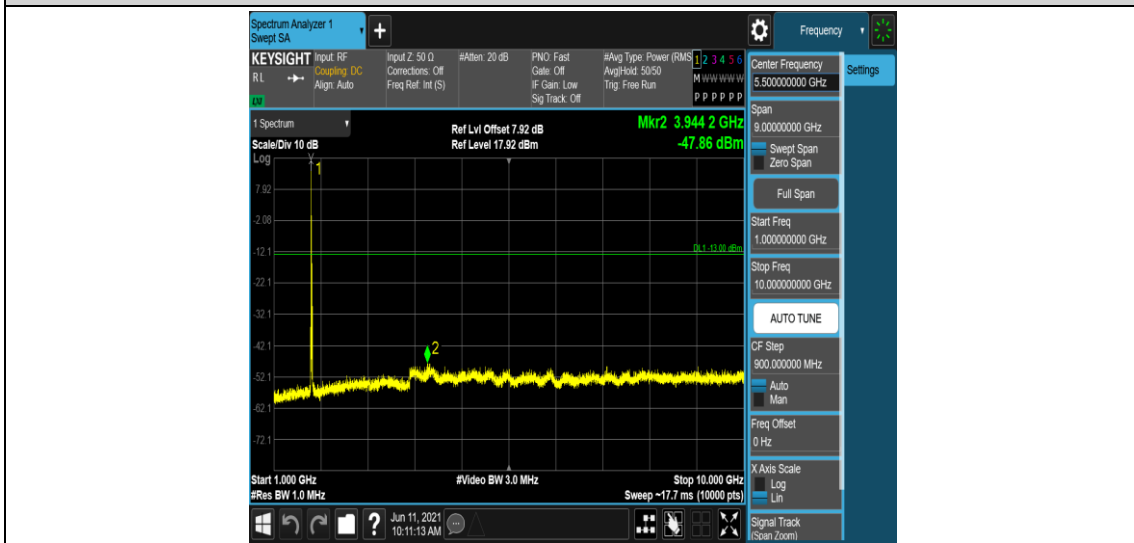 Spectrum Analyzer 1
Swept SA
+
Frequency
KEYSIGHT Input: RF Input Z: 50 Ω #Atten: 20 dB PNO: Fast #Avg Type: Power (RMS 1 2 3 4 5 6
RL Coupling: DC Corrections: Off Gate: Off Avg|Hold: 50/50 M W W W W W
Align: Auto Freq Ref: Int (S) IF Gain: Low Trig: Free Run
Sig Track: Off P P P P P P
1 Spectrum
Ref Lvl Offset 7.92 dB
Mkr2 3.944 2 GHz
Scale/Div 10 dB
Ref Level 17.92 dBm
-47.86 dBm
Log
1
7.92
-2.08
-12.1
DL1 -13.00 dBm
-22.1
-32.1
-42.1
2
-52.1
-62.1
-72.1
Start 1.000 GHz
#Video BW 3.0 MHz
Stop 10.000 GHz
#Res BW 1.0 MHz
Sweep ~17.7 ms (10000 pts)
?
Jun 11, 2021
10:11:13 AM
Center Frequency
5.500000000 GHz
Settings
Span
9.00000000 GHz
Swept Span
Zero Span
Full Span
Start Freq
1.000000000 GHz
Stop Freq
10.000000000 GHz
AUTO TUNE
CF Step
900.000000 MHz
Auto
Man
Freq Offset
0 Hz
X Axis Scale
Log
Lin
Signal Track
(Span Zoom)